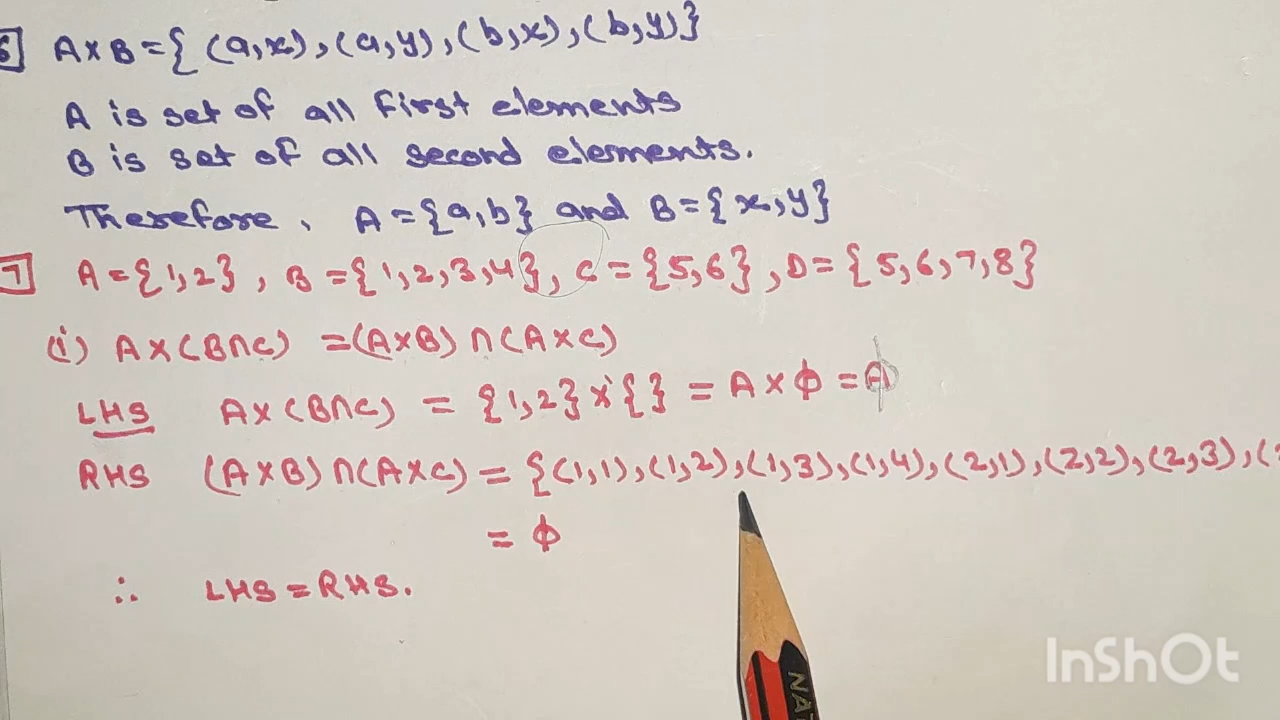 6 A×B={(a,x),(a,y),(b,x),(b,y)}
A is set of all first elements
B is set of all second elements.
Therefore, A={a,b} and B={x,y}
7 A={1,2}, B={1,2,3,4}, C={5,6}, D={5,6,7,8}
(i) A×(B∩C) =(A×B)∩(A×C)
LHS A×(B∩C) = {1,2}×{} = A×ϕ =
RHS (A×B)∩(A×C) = {(1,1),(1,2),(1,3),(1,4),(2,1),(2,2),(2,3),(
= ϕ
∴ LHS=RHS.
NAT
InShOt